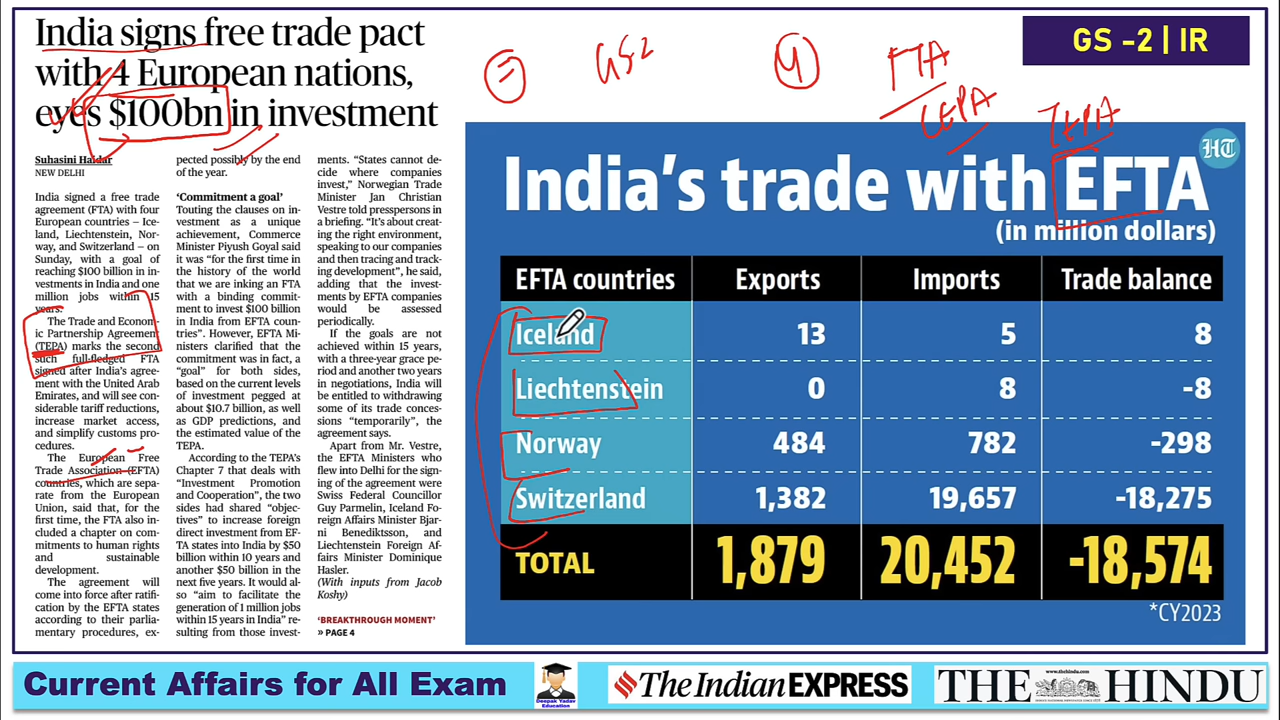 India signs free trade pact
with 4 European nations,
eyes $100bn in investment
Suhasini Haidar
NEW DELHI
India signed a free trade
agreement (FTA) with four
European countries – Ice-
land, Liechtenstein, Nor-
way, and Switzerland – on
Sunday, with a goal of
reaching $100 billion in in-
vestments in India and one
million jobs within 15
years.
The Trade and Econom-
ic Partnership Agreement
(TEPA) marks the second
such full-fledged FTA
signed after India's agree-
ment with the United Arab
Emirates, and will see con-
siderable tariff reductions,
increase market access,
and simplify customs pro-
cedures.
The European Free
Trade Association (EFTA)
countries, which are sepa-
rate from the European
Union, said that, for the
first time, the FTA also in-
cluded a chapter on com-
mitments to human rights
and sustainable
development.
The agreement will
come into force after ratifi-
cation by the EFTA states
according to their parlia-
mentary procedures, ex-
pected possibly by the end
of the year.
'Commitment a goal'
Touting the clauses on in-
vestment as a unique
achievement, Commerce
Minister Piyush Goyal said
it was "for the first time in
the history of the world
that we are inking an FTA
with a binding commit-
ment to invest $100 billion
in India from EFTA coun-
tries". However, EFTA Mi-
nisters clarified that the
commitment was in fact, a
"goal" for both sides,
based on the current levels
of investment pegged at
about $10.7 billion, as well
as GDP predictions, and
the estimated value of the
TEPA.
According to the TEPA's
Chapter 7 that deals with
"Investment Promotion
and Cooperation", the two
sides had shared "objec-
tives" to increase foreign
direct investment from EF-
TA states into India by $50
billion within 10 years and
another $50 billion in the
next five years. It would al-
so "aim to facilitate the
generation of 1 million jobs
within 15 years in India" re-
sulting from those invest-
ments. "States cannot de-
cide where companies
invest," Norwegian Trade
Minister Jan Christian
Vestre told presspersons in
a briefing. "It's about creat-
ing the right environment,
speaking to our companies
and then tracing and track-
ing development", he said,
adding that the invest-
ments by EFTA companies
would be assessed
periodically.
If the goals are not
achieved within 15 years,
with a three-year grace pe-
riod and another two years
in negotiations, India will
be entitled to withdrawing
some of its trade conces-
sions "temporarily", the
agreement says.
Apart from Mr. Vestre,
the EFTA Ministers who
flew into Delhi for the sign-
ing of the agreement were
Swiss Federal Councillor
Guy Parmelin, Iceland Fo-
reign Affairs Minister Bjar-
ni Benediktsson, and
Liechtenstein Foreign Af-
fairs Minister Dominique
Hasler.
(With inputs from Jacob
Koshy)
'BREAKTHROUGH MOMENT'
» PAGE 4
GS2
FTA
CEPA
TEPA
GS -2 | IR
HT
India's trade with EFTA
(in million dollars)
EFTA countries Exports Imports Trade balance
Iceland 13 5 8
Liechtenstein 0 8 -8
Norway 484 782 -298
Switzerland 1,382 19,657 -18,275
TOTAL 1,879 20,452 -18,574
*CY2023
Current Affairs for All Exam
Deepak Yadav
Education
The Indian EXPRESS
www.thehindu.com
THE HINDU